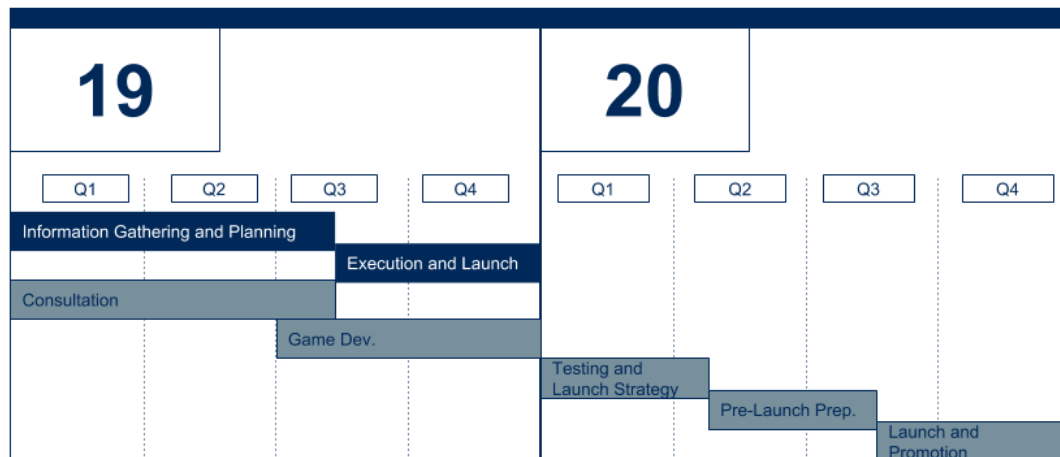 19
20
Q1
Q2
Q3
Q4
Q1
Q2
Q3
Q4
Information Gathering and Planning
Execution and Launch
Consultation
Game Dev.
Testing and
Launch Strategy
Pre-Launch Prep.
Launch and
Promotion